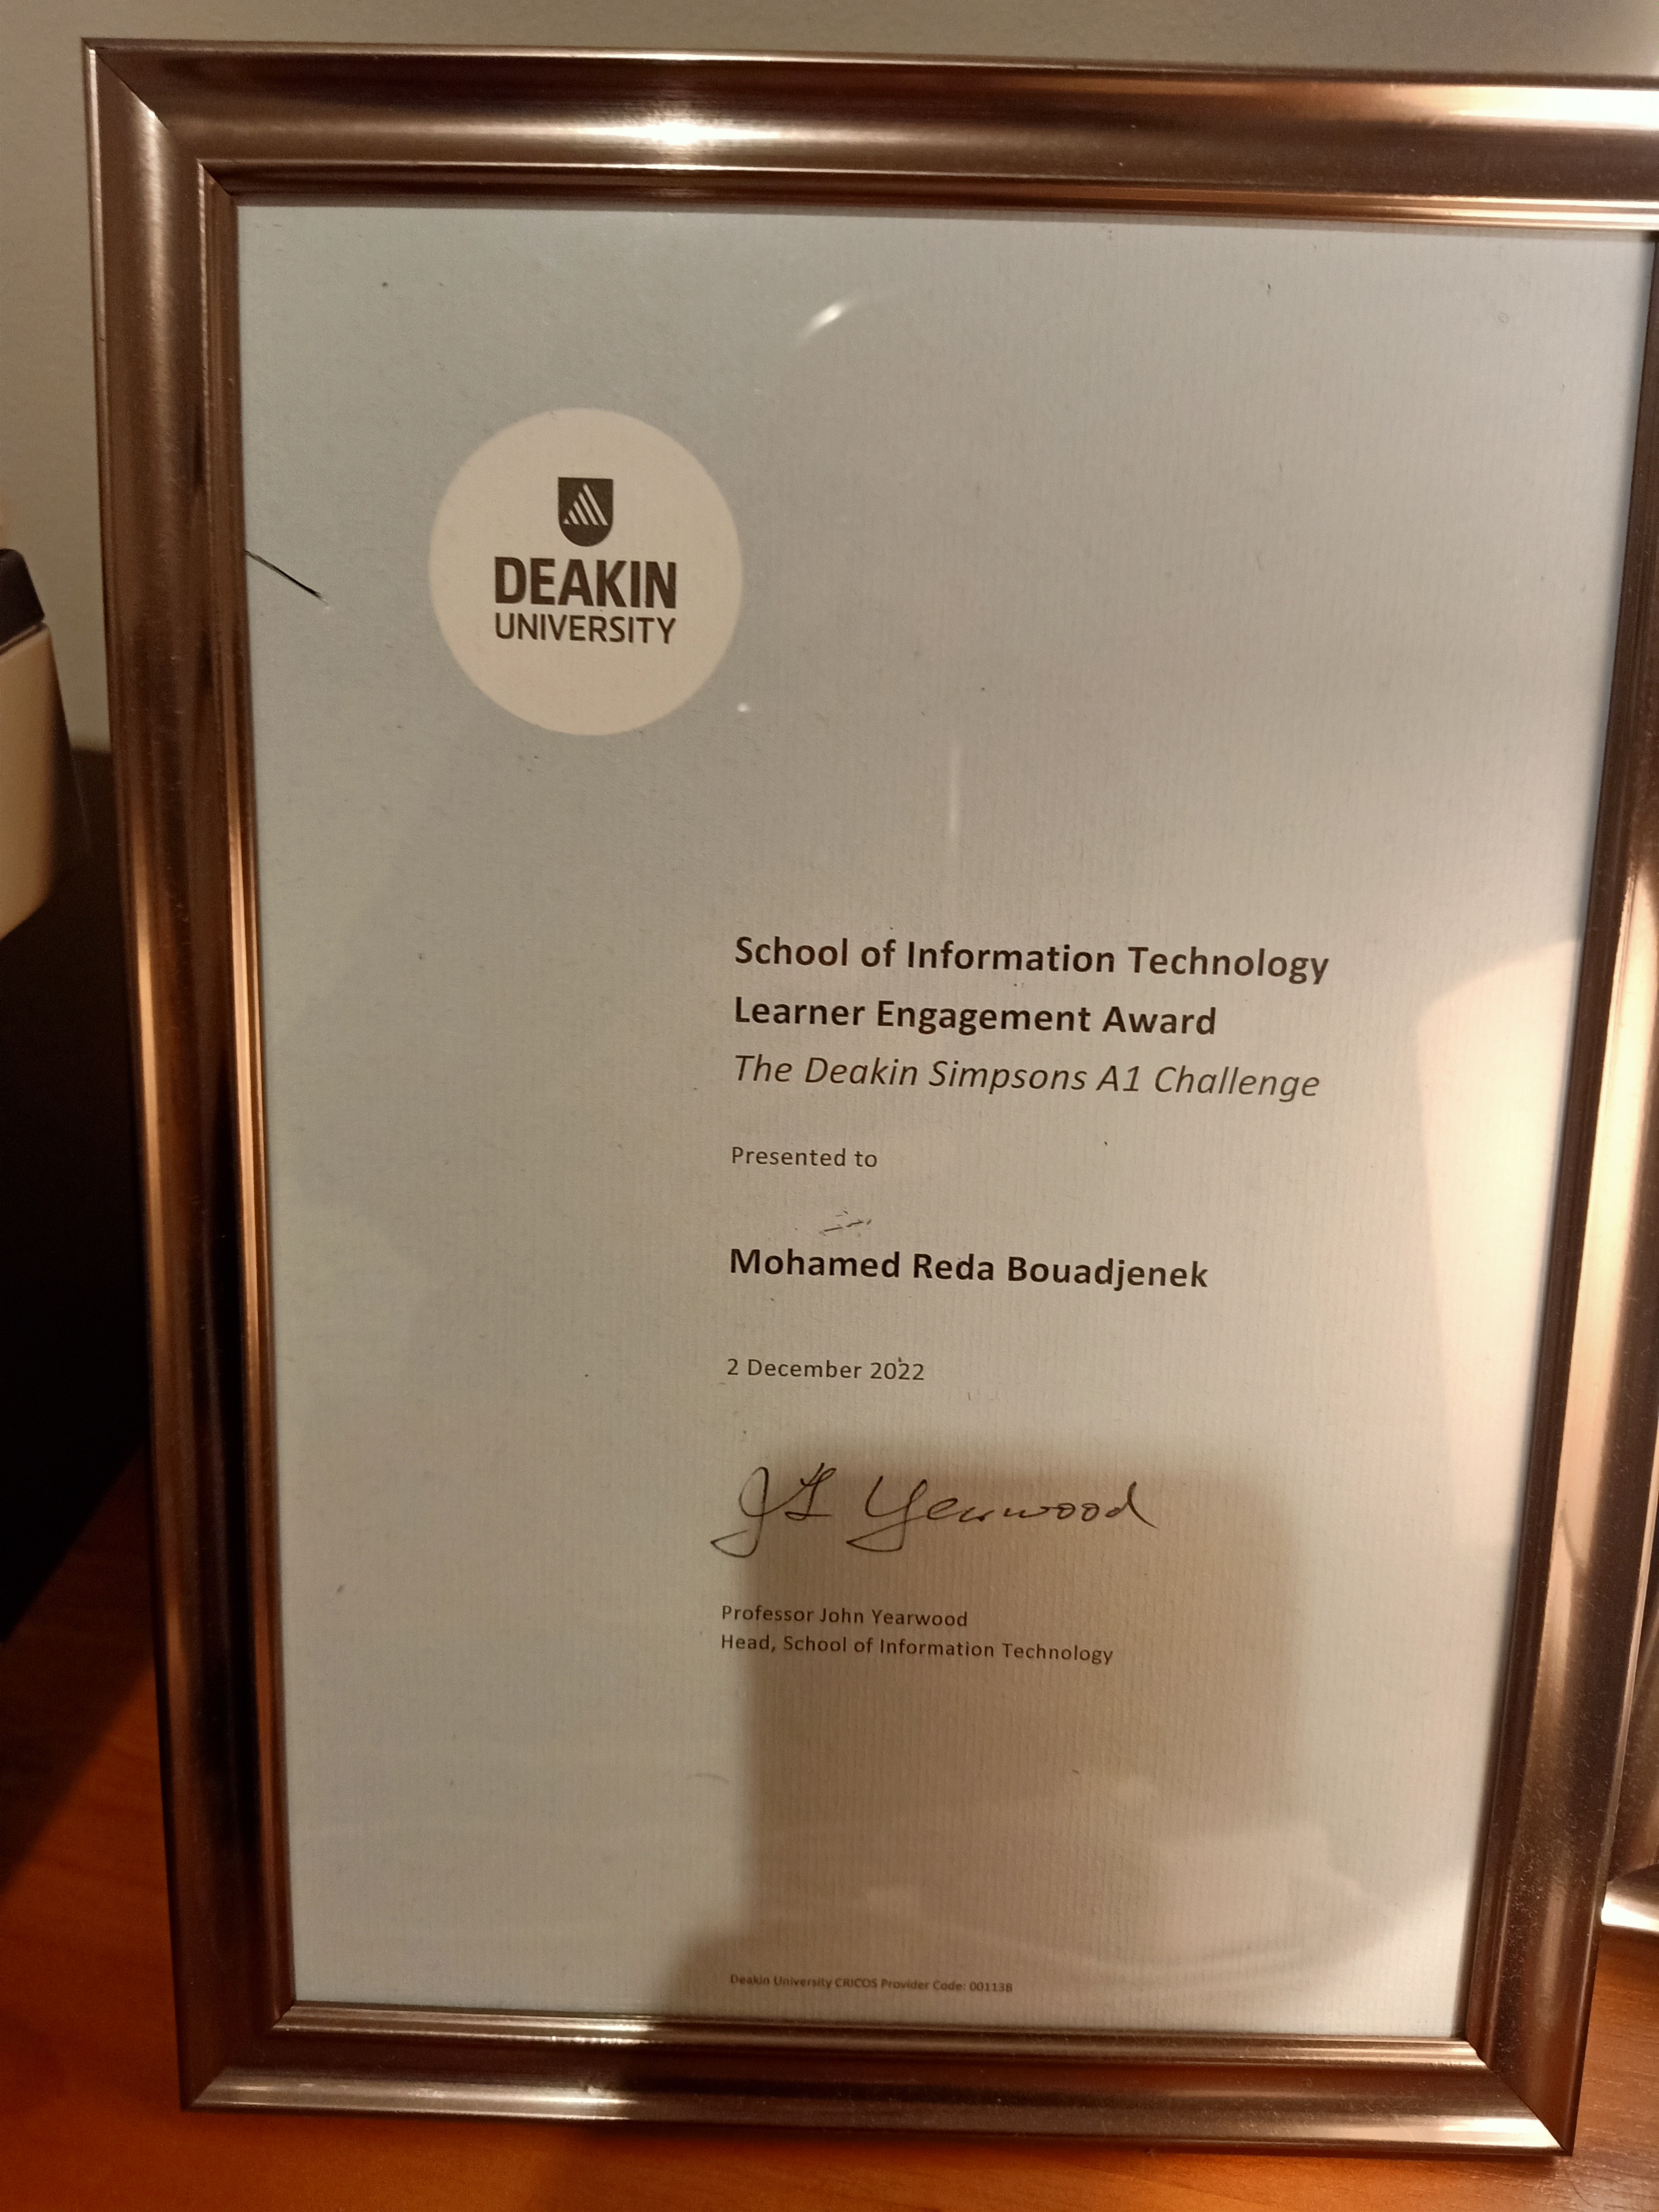 DEAKIN
UNIVERSITY
School of Information Technology
Learner Engagement Award
The Deakin Simpsons A1 Challenge
Presented to
Mohamed Reda Bouadjenek
2 December 2022
JL Yearwood
Professor John Yearwood
Head, School of Information Technology
Deakin University CRICOS Provider Code: 00113B